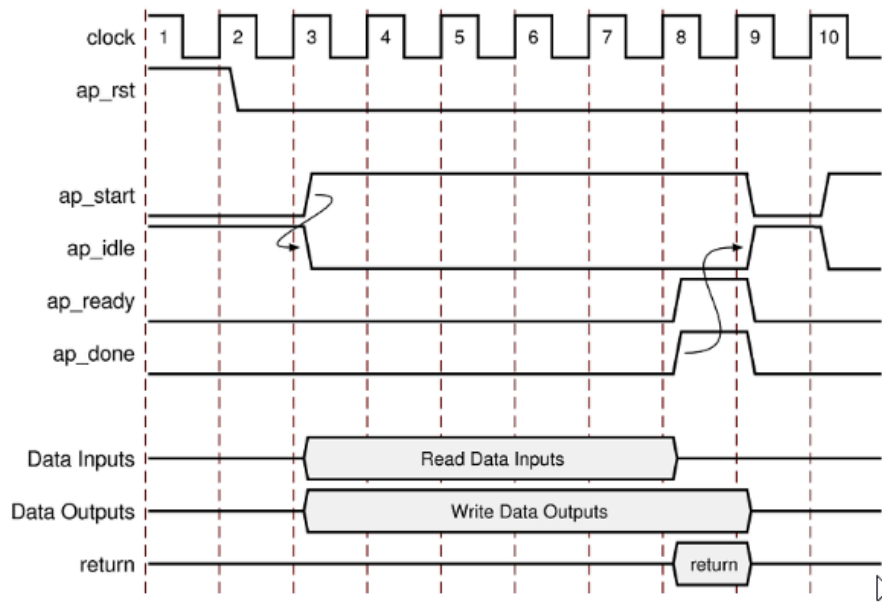 clock 1 2 3 4 5 6 7 8 9 10
ap_rst
ap_start
ap_idle
ap_ready
ap_done
Data Inputs Read Data Inputs
Data Outputs Write Data Outputs
return return